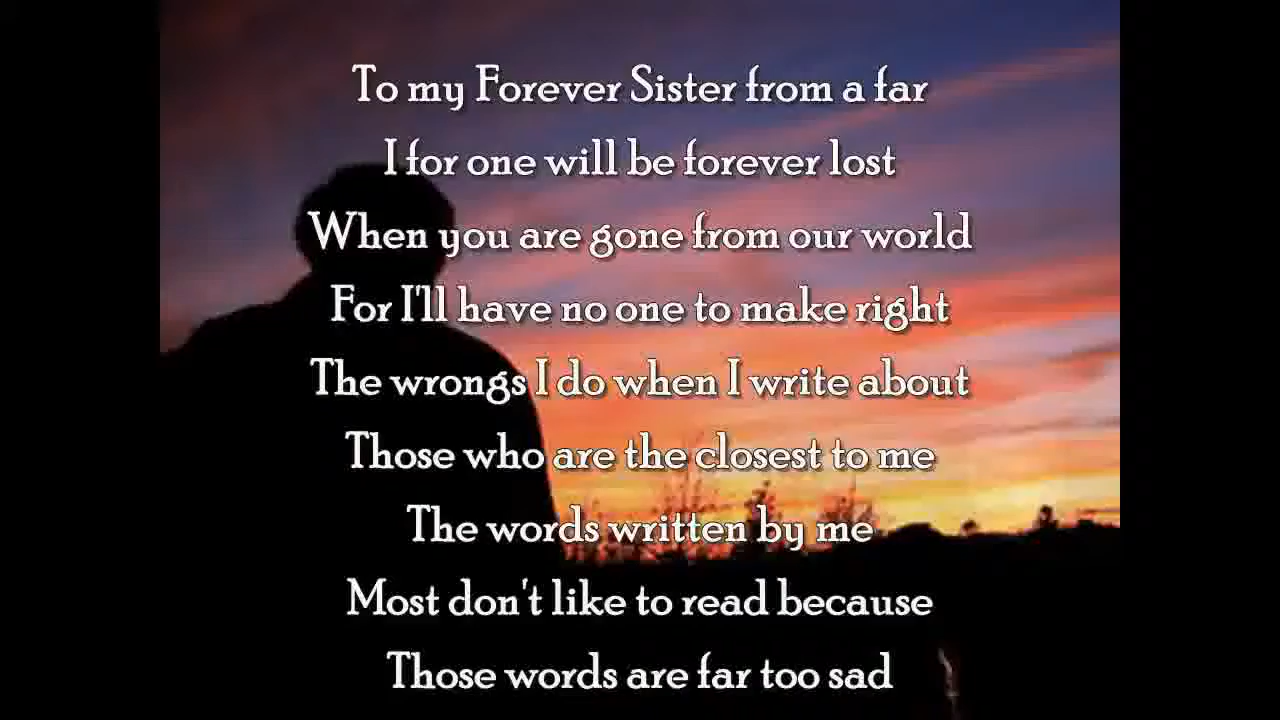 To my Forever Sister from a far
I for one will be forever lost
When you are gone from our world
For I'll have no one to make right
The wrongs I do when I write about
Those who are the closest to me
The words written by me
Most don't like to read because
Those words are far too sad